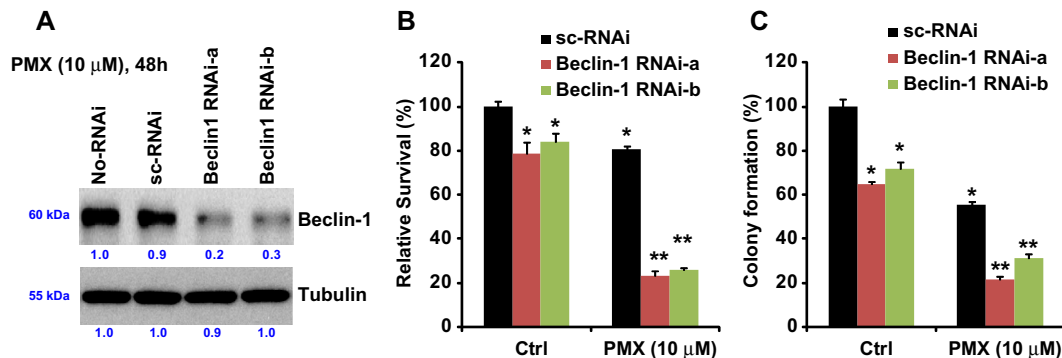 A
PMX (10 μM), 48h
No-RNAi
sc-RNAi
Beclin1 RNAi-a
Beclin1 RNAi-b
60 kDa
Beclin-1
1.0 0.9 0.2 0.3
55 kDa
Tubulin
1.0 1.0 0.9 1.0
B
sc-RNAi
Beclin-1 RNAi-a
Beclin-1 RNAi-b
Relative Survival (%)
120
100
80
60
40
20
0
* * * ** **
Ctrl PMX (10 μM)
C
sc-RNAi
Beclin-1 RNAi-a
Beclin-1 RNAi-b
Colony formation (%)
120
100
80
60
40
20
0
* * * ** **
Ctrl PMX (10 μM)